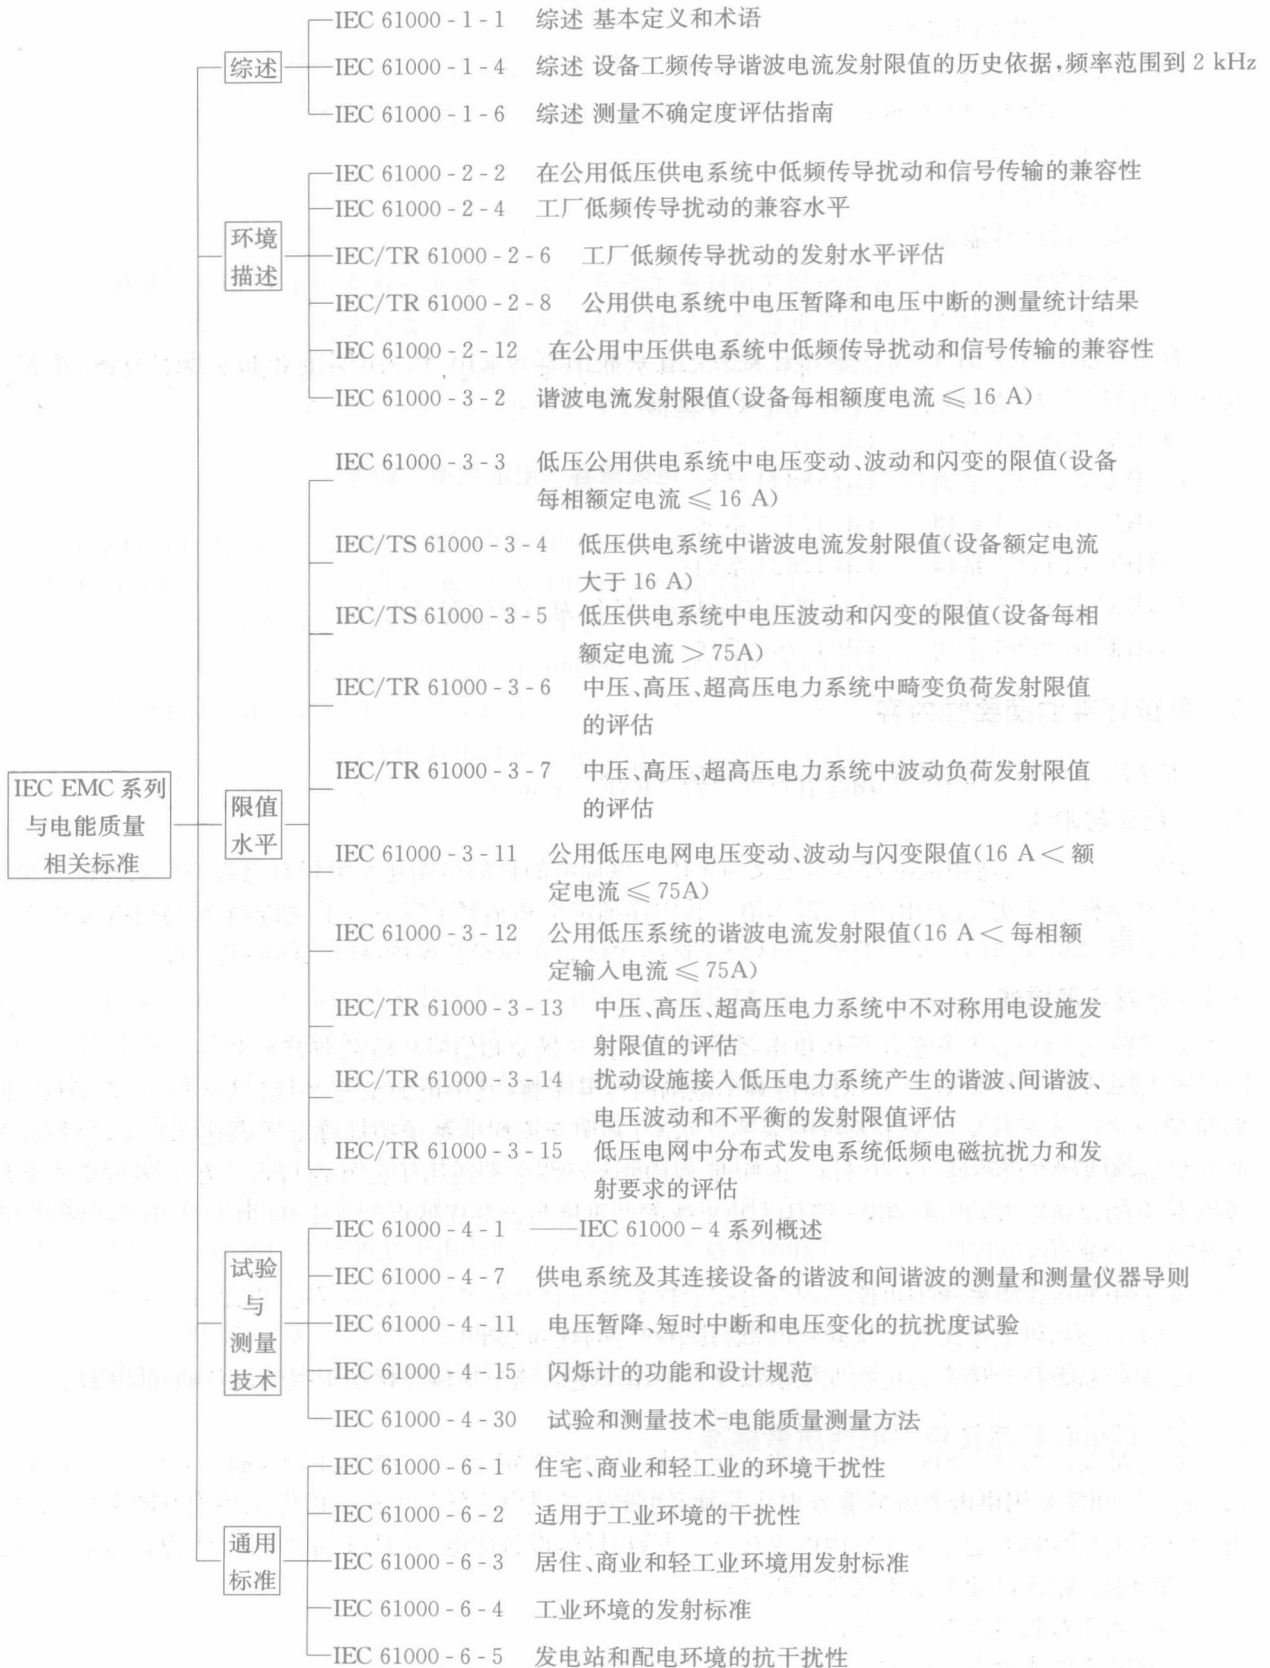 IEC 61000-1-1 综述 基本定义和术语
综述
IEC 61000-1-4 综述 设备工频传导谐波电流发射限值的历史依据,频率范围到 2 kHz
IEC 61000-1-6 综述 测量不确定度评估指南
IEC 61000-2-2 在公用低压供电系统中低频传导扰动和信号传输的兼容性
IEC 61000-2-4 工厂低频传导扰动的兼容水平
环境
描述
IEC/TR 61000-2-6 工厂低频传导扰动的发射水平评估
IEC/TR 61000-2-8 公用供电系统中电压暂降和电压中断的测量统计结果
IEC 61000-2-12 在公用中压供电系统中低频传导扰动和信号传输的兼容性
IEC 61000-3-2 谐波电流发射限值(设备每相额度电流 ≤ 16 A)
IEC 61000-3-3 低压公用供电系统中电压变动、波动和闪变的限值(设备
每相额定电流 ≤ 16 A)
IEC/TS 61000-3-4 低压供电系统中谐波电流发射限值(设备额定电流
大于 16 A)
IEC/TS 61000-3-5 低压供电系统中电压波动和闪变的限值(设备每相
额定电流 > 75A)
IEC/TR 61000-3-6 中压、高压、超高压电力系统中畸变负荷发射限值
的评估
IEC/TR 61000-3-7 中压、高压、超高压电力系统中波动负荷发射限值
的评估
IEC EMC 系列
与电能质量
相关标准
限值
水平
IEC 61000-3-11 公用低压电网电压变动、波动与闪变限值(16 A < 额
定电流 ≤ 75A)
IEC 61000-3-12 公用低压系统的谐波电流发射限值(16 A < 每相额
定输入电流 ≤ 75A)
IEC/TR 61000-3-13 中压、高压、超高压电力系统中不对称用电设施发
射限值的评估
IEC/TR 61000-3-14 扰动设施接入低压电力系统产生的谐波、间谐波、
电压波动和不平衡的发射限值评估
IEC/TR 61000-3-15 低压电网中分布式发电系统低频电磁抗扰力和发
射要求的评估
IEC 61000-4-1 ——IEC 61000-4 系列概述
试验
与
测量
技术
IEC 61000-4-7 供电系统及其连接设备的谐波和间谐波的测量和测量仪器导则
IEC 61000-4-11 电压暂降、短时中断和电压变化的抗扰度试验
IEC 61000-4-15 闪烁计的功能和设计规范
IEC 61000-4-30 试验和测量技术-电能质量测量方法
IEC 61000-6-1 住宅、商业和轻工业的环境干扰性
IEC 61000-6-2 适用于工业环境的干扰性
通用
标准
IEC 61000-6-3 居住、商业和轻工业环境用发射标准
IEC 61000-6-4 工业环境的发射标准
IEC 61000-6-5 发电站和配电环境的抗干扰性